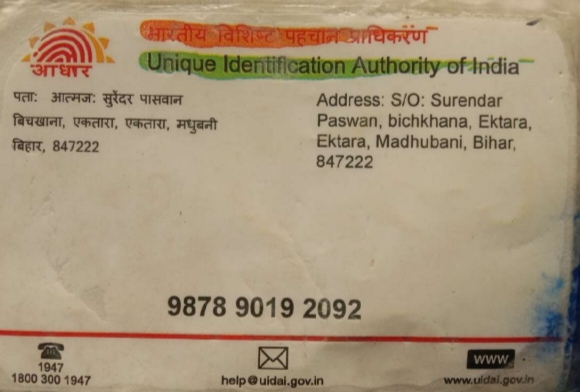 भारतीय विशिष्ट पहचान प्राधिकरण
Unique Identification Authority of India
आधार
पता: आत्मज: सुरेंदर पासवान
बिचखाना, एकतारा, एकतारा, मधुबनी
बिहार, 847222
Address: S/O: Surendar
Paswan, bichkhana, Ektara,
Ektara, Madhubani, Bihar,
847222
9878 9019 2092
1947
1800 300 1947
help@uidai.gov.in
www
www.uidai.gov.in